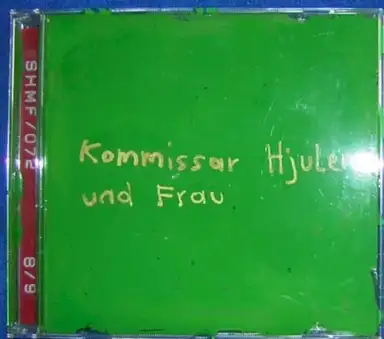 SHMF/072 8/9
Kommissar Hjuler
und Frau